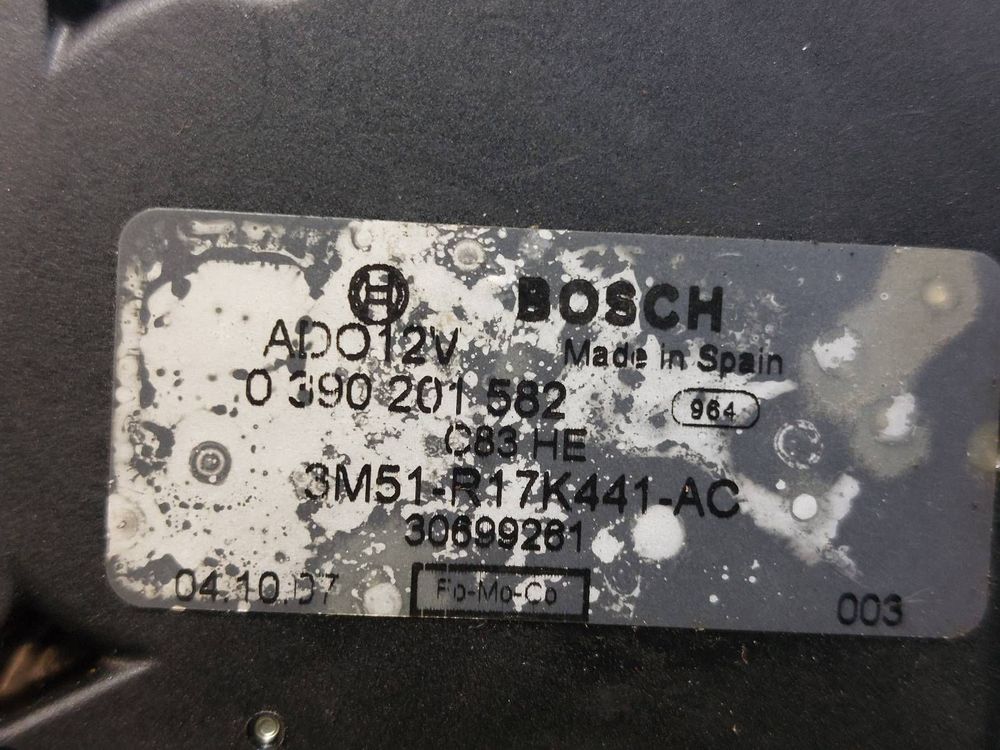 BOSCH
ADO12V
Made in Spain
0 390 201 582
964
C83 HE
3M51-R17K441-AC
30699261
04.10.07
Fo-Mo-Co
003